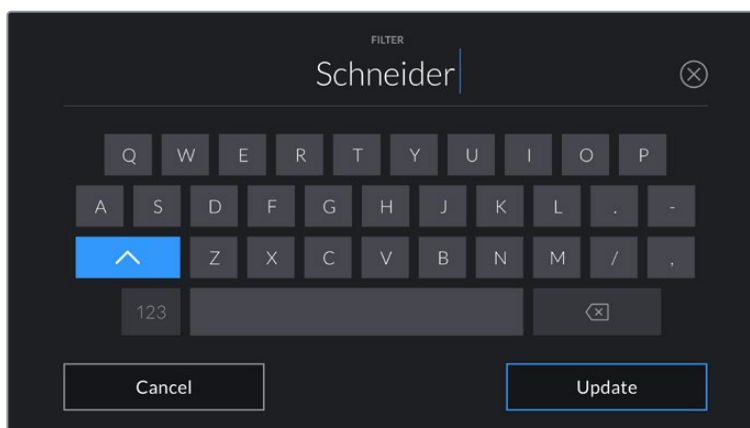 FILTER
Schneider
Q W E R T Y U I O P
A S D F G H J K L . -
Z X C V B N M / ,
123
Cancel Update